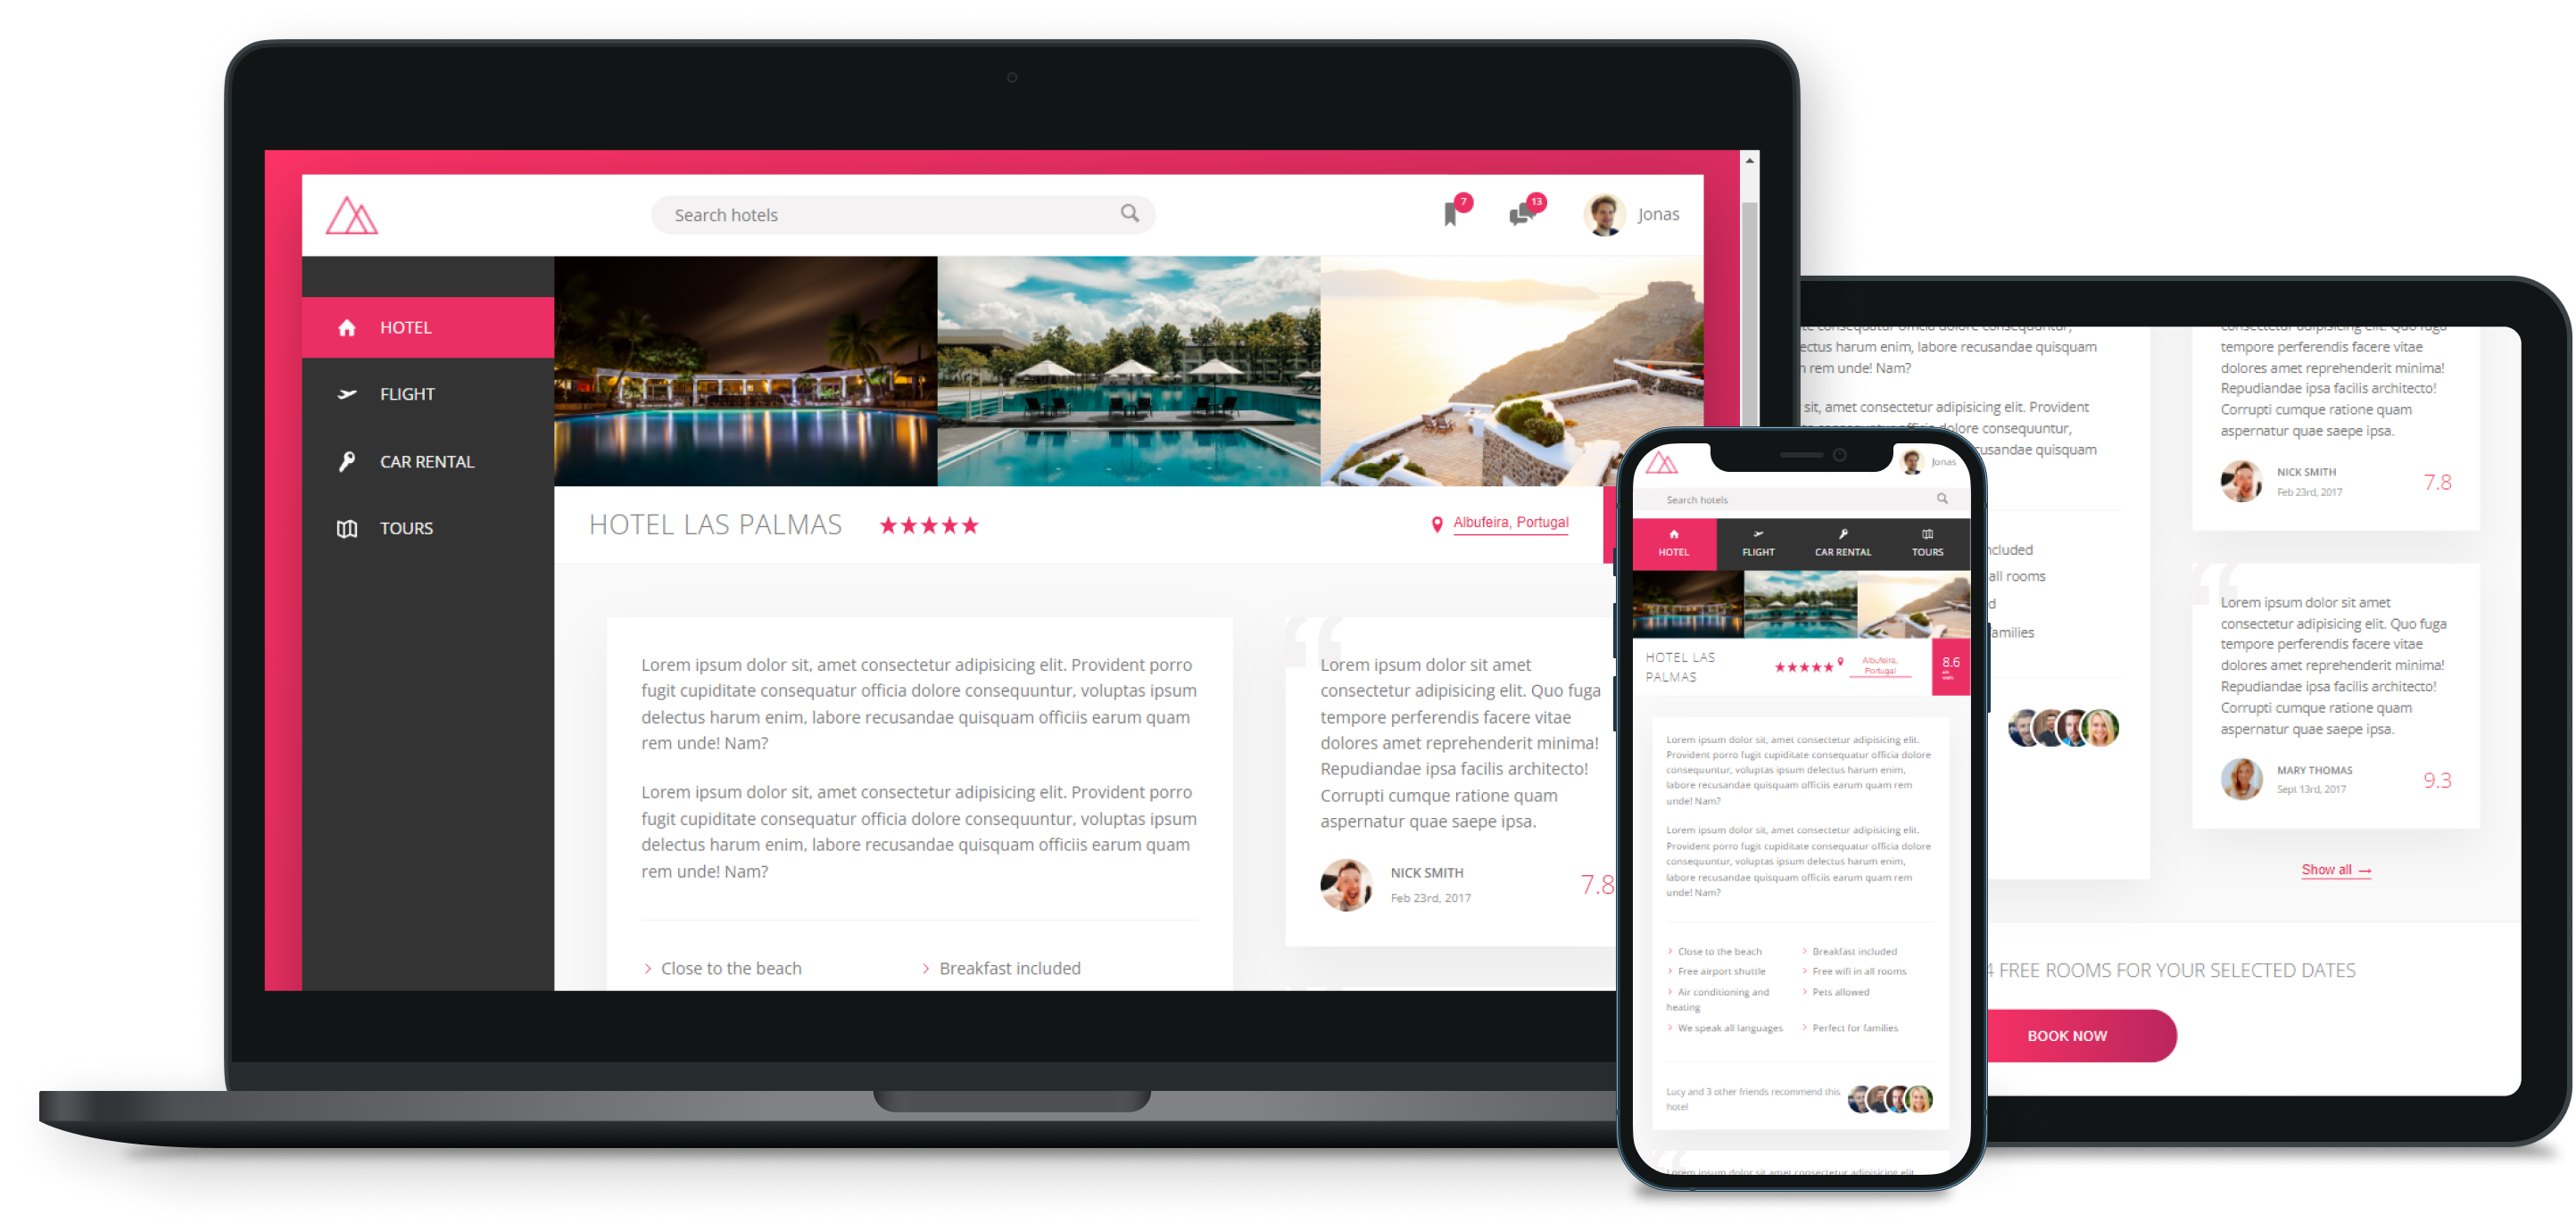 Search hotels
7
13
Jonas
HOTEL
FLIGHT
CAR RENTAL
TOURS
HOTEL LAS PALMAS
Albufeira, Portugal
Lorem ipsum dolor sit, amet consectetur adipisicing elit. Provident porro
fugit cupiditate consequatur officia dolore consequuntur, voluptas ipsum
delectus harum enim, labore recusandae quisquam officiis earum quam
rem unde! Nam?
Lorem ipsum dolor sit, amet consectetur adipisicing elit. Provident porro
fugit cupiditate consequatur officia dolore consequuntur, voluptas ipsum
delectus harum enim, labore recusandae quisquam officiis earum quam
rem unde! Nam?
> Close to the beach
> Breakfast included
“
Lorem ipsum dolor sit amet
consectetur adipisicing elit. Quo fuga
tempore perferendis facere vitae
dolores amet reprehenderit minima!
Repudiandae ipsa facilis architecto!
Corrupti cumque ratione quam
aspernatur quae saepe ipsa.
NICK SMITH
Feb 23rd, 2017
7.8
Jonas
Search hotels
HOTEL
FLIGHT
CAR RENTAL
TOURS
HOTEL LAS
PALMAS
Albufeira,
Portugal
8.6
Lorem ipsum dolor sit, amet consectetur adipisicing elit.
Provident porro fugit cupiditate consequatur officia dolore
consequuntur, voluptas ipsum delectus harum enim,
labore recusandae quisquam officiis earum quam rem
unde! Nam?
Lorem ipsum dolor sit, amet consectetur adipisicing elit.
Provident porro fugit cupiditate consequatur officia dolore
consequuntur, voluptas ipsum delectus harum enim,
labore recusandae quisquam officiis earum quam rem
unde! Nam?
> Close to the beach
> Breakfast included
> Free airport shuttle
> Free wifi in all rooms
> Air conditioning and
heating
> Pets allowed
> We speak all languages
> Perfect for families
Lucy and 3 other friends recommend this
hotel
Lorem ipsum dolor sit amet consectetur adipisicing elit.
consequatur officia dolore consequuntur,
ectus harum enim, labore recusandae quisquam
rem unde! Nam?
sit, amet consectetur adipisicing elit. Provident
dolore consequuntur,
cusandae quisquam
ncluded
all rooms
d
families
consectetur adipisicing elit. Quo fuga
tempore perferendis facere vitae
dolores amet reprehenderit minima!
Repudiandae ipsa facilis architecto!
Corrupti cumque ratione quam
aspernatur quae saepe ipsa.
NICK SMITH
Feb 23rd, 2017
7.8
“
Lorem ipsum dolor sit amet
consectetur adipisicing elit. Quo fuga
tempore perferendis facere vitae
dolores amet reprehenderit minima!
Repudiandae ipsa facilis architecto!
Corrupti cumque ratione quam
aspernatur quae saepe ipsa.
MARY THOMAS
Sept 13rd, 2017
9.3
Show all →
4 FREE ROOMS FOR YOUR SELECTED DATES
BOOK NOW